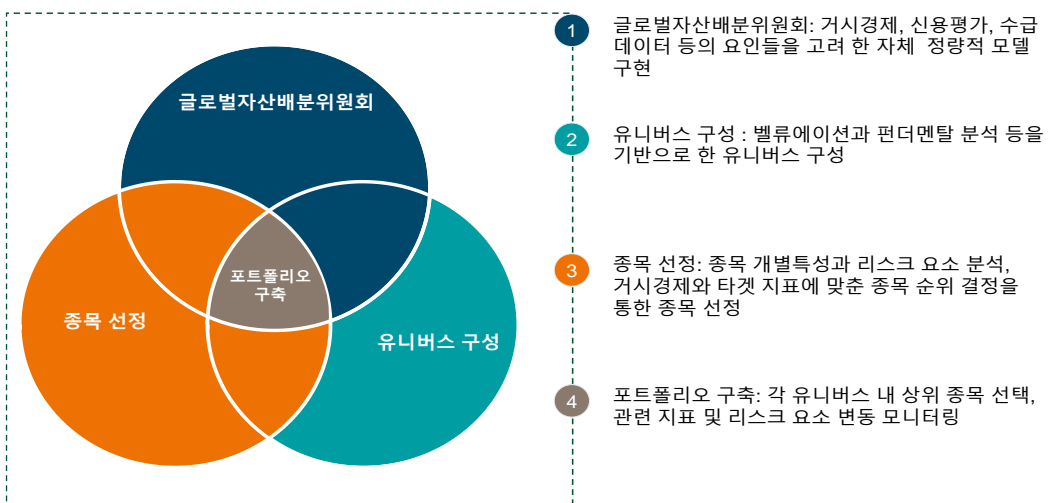 글로벌자산배분위원회
종목 선정
포트폴리오
구축
유니버스 구성
1
글로벌자산배분위원회: 거시경제, 신용평가, 수급
데이터 등의 요인들을 고려 한 자체 정량적 모델
구현
2
유니버스 구성 : 벨류에이션과 펀더멘탈 분석 등을
기반으로 한 유니버스 구성
3
종목 선정: 종목 개별특성과 리스크 요소 분석,
거시경제와 타겟 지표에 맞춘 종목 순위 결정을
통한 종목 선정
4
포트폴리오 구축: 각 유니버스 내 상위 종목 선택,
관련 지표 및 리스크 요소 변동 모니터링